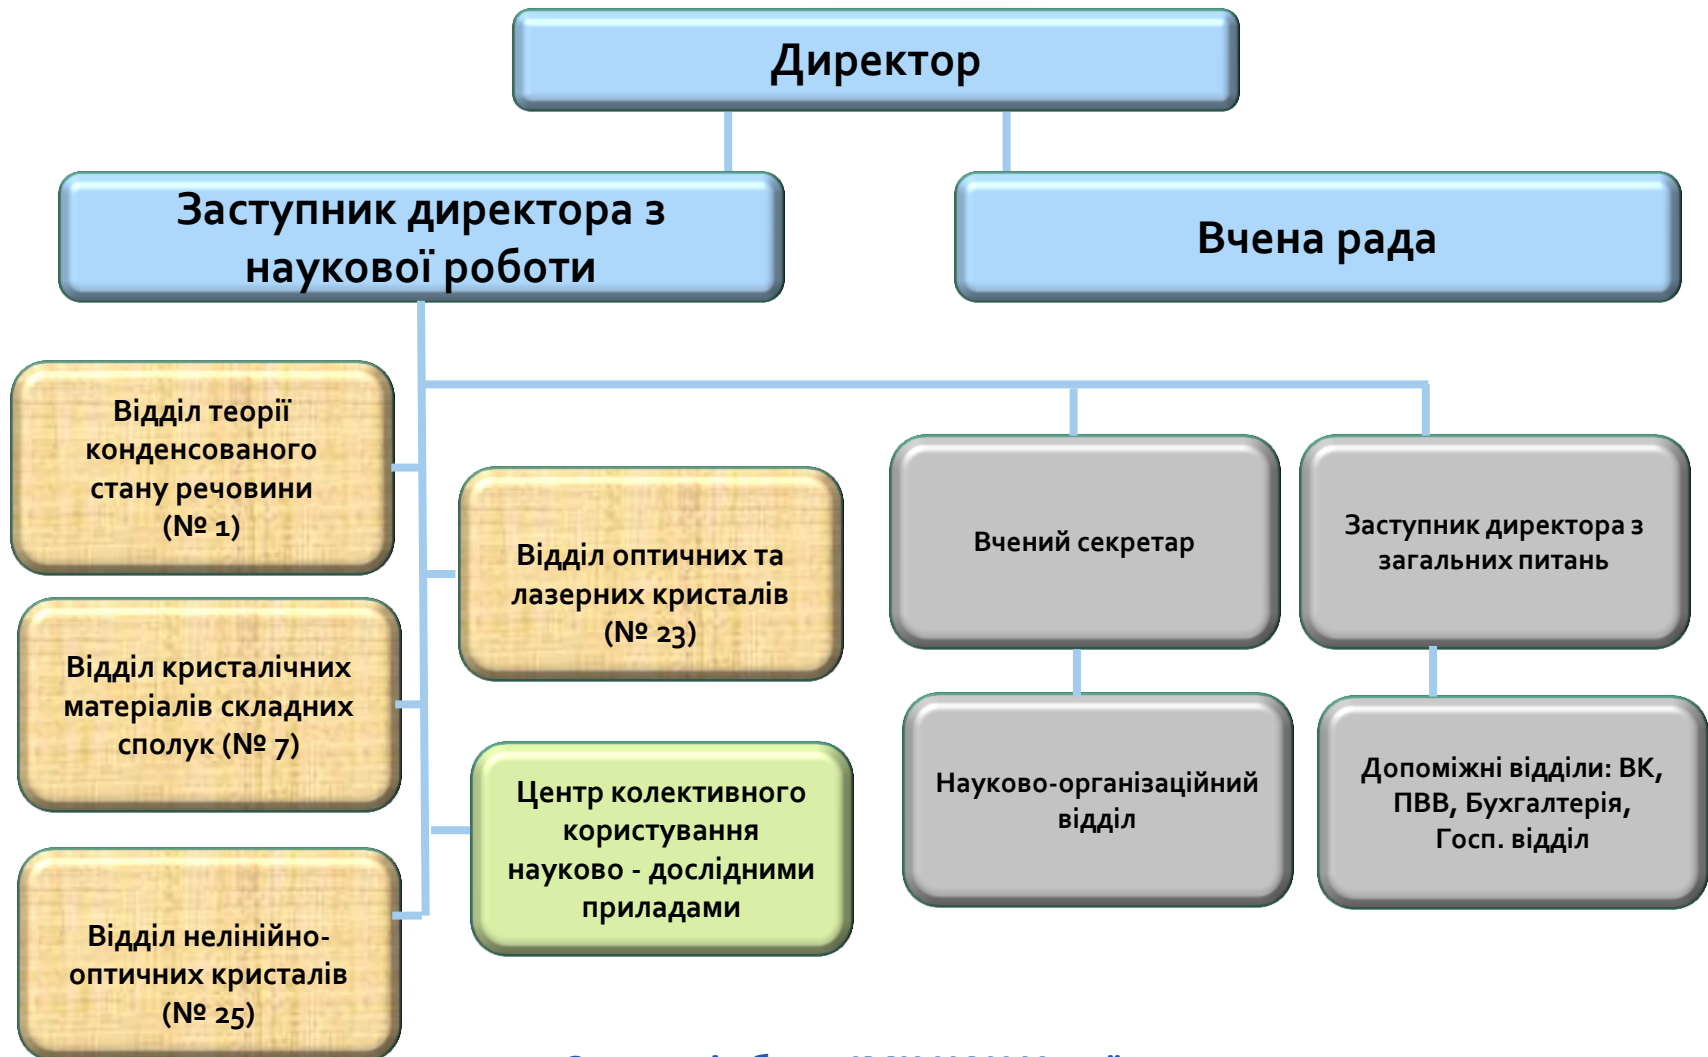 Директор
Заступник директора з
наукової роботи
Вчена рада
Відділ теорії
конденсованого
стану речовини
(№ 1)
Відділ оптичних та
лазерних кристалів
(№ 23)
Вчений секретар
Заступник директора з
загальних питань
Відділ кристалічних
матеріалів складних
сполук (№ 7)
Центр колективного
користування
науково - дослідними
приладами
Науково-організаційний
відділ
Допоміжні відділи: ВК,
ПВВ, Бухгалтерія,
Госп. відділ
Відділ нелінійно-
оптичних кристалів
(№ 25)